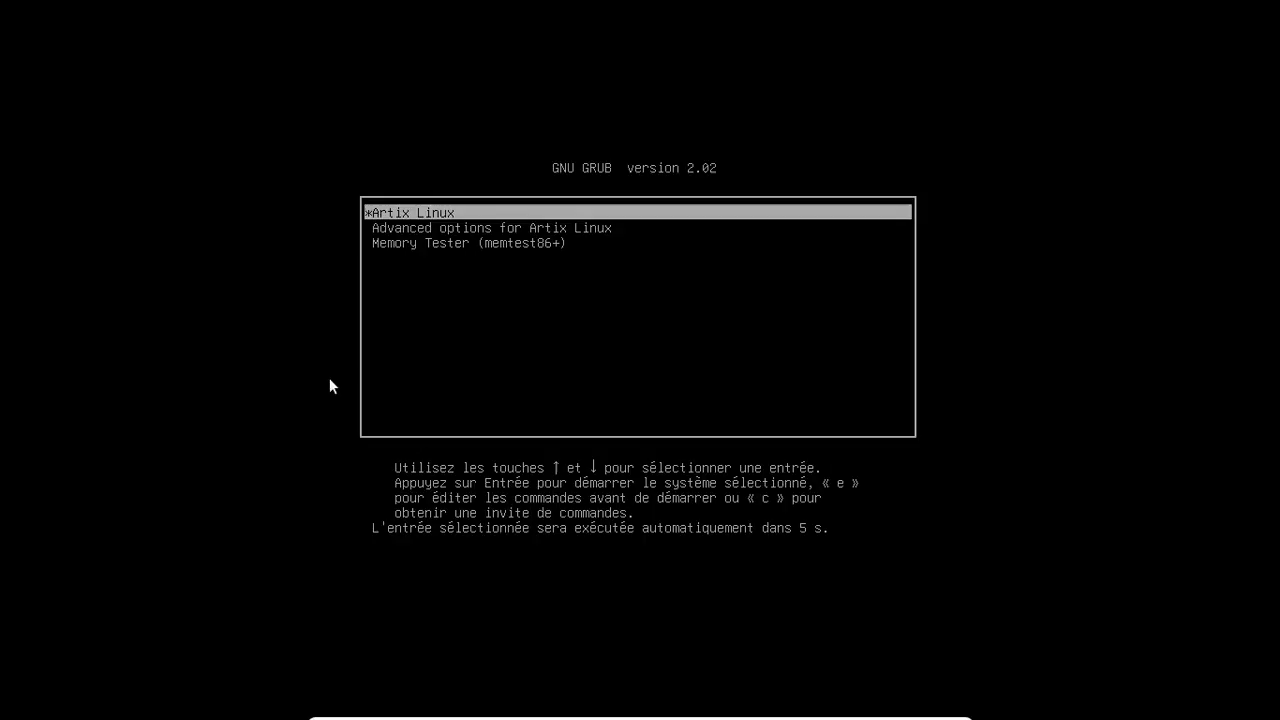 GNU GRUB  version 2.02
*Artix Linux
Advanced options for Artix Linux
Memory Tester (memtest86+)
Utilisez les touches ↑ et ↓ pour sélectionner une entrée.
Appuyez sur Entrée pour démarrer le système sélectionné, « e »
pour éditer les commandes avant de démarrer ou « c » pour
obtenir une invite de commandes.
L'entrée sélectionnée sera exécutée automatiquement dans 5 s.